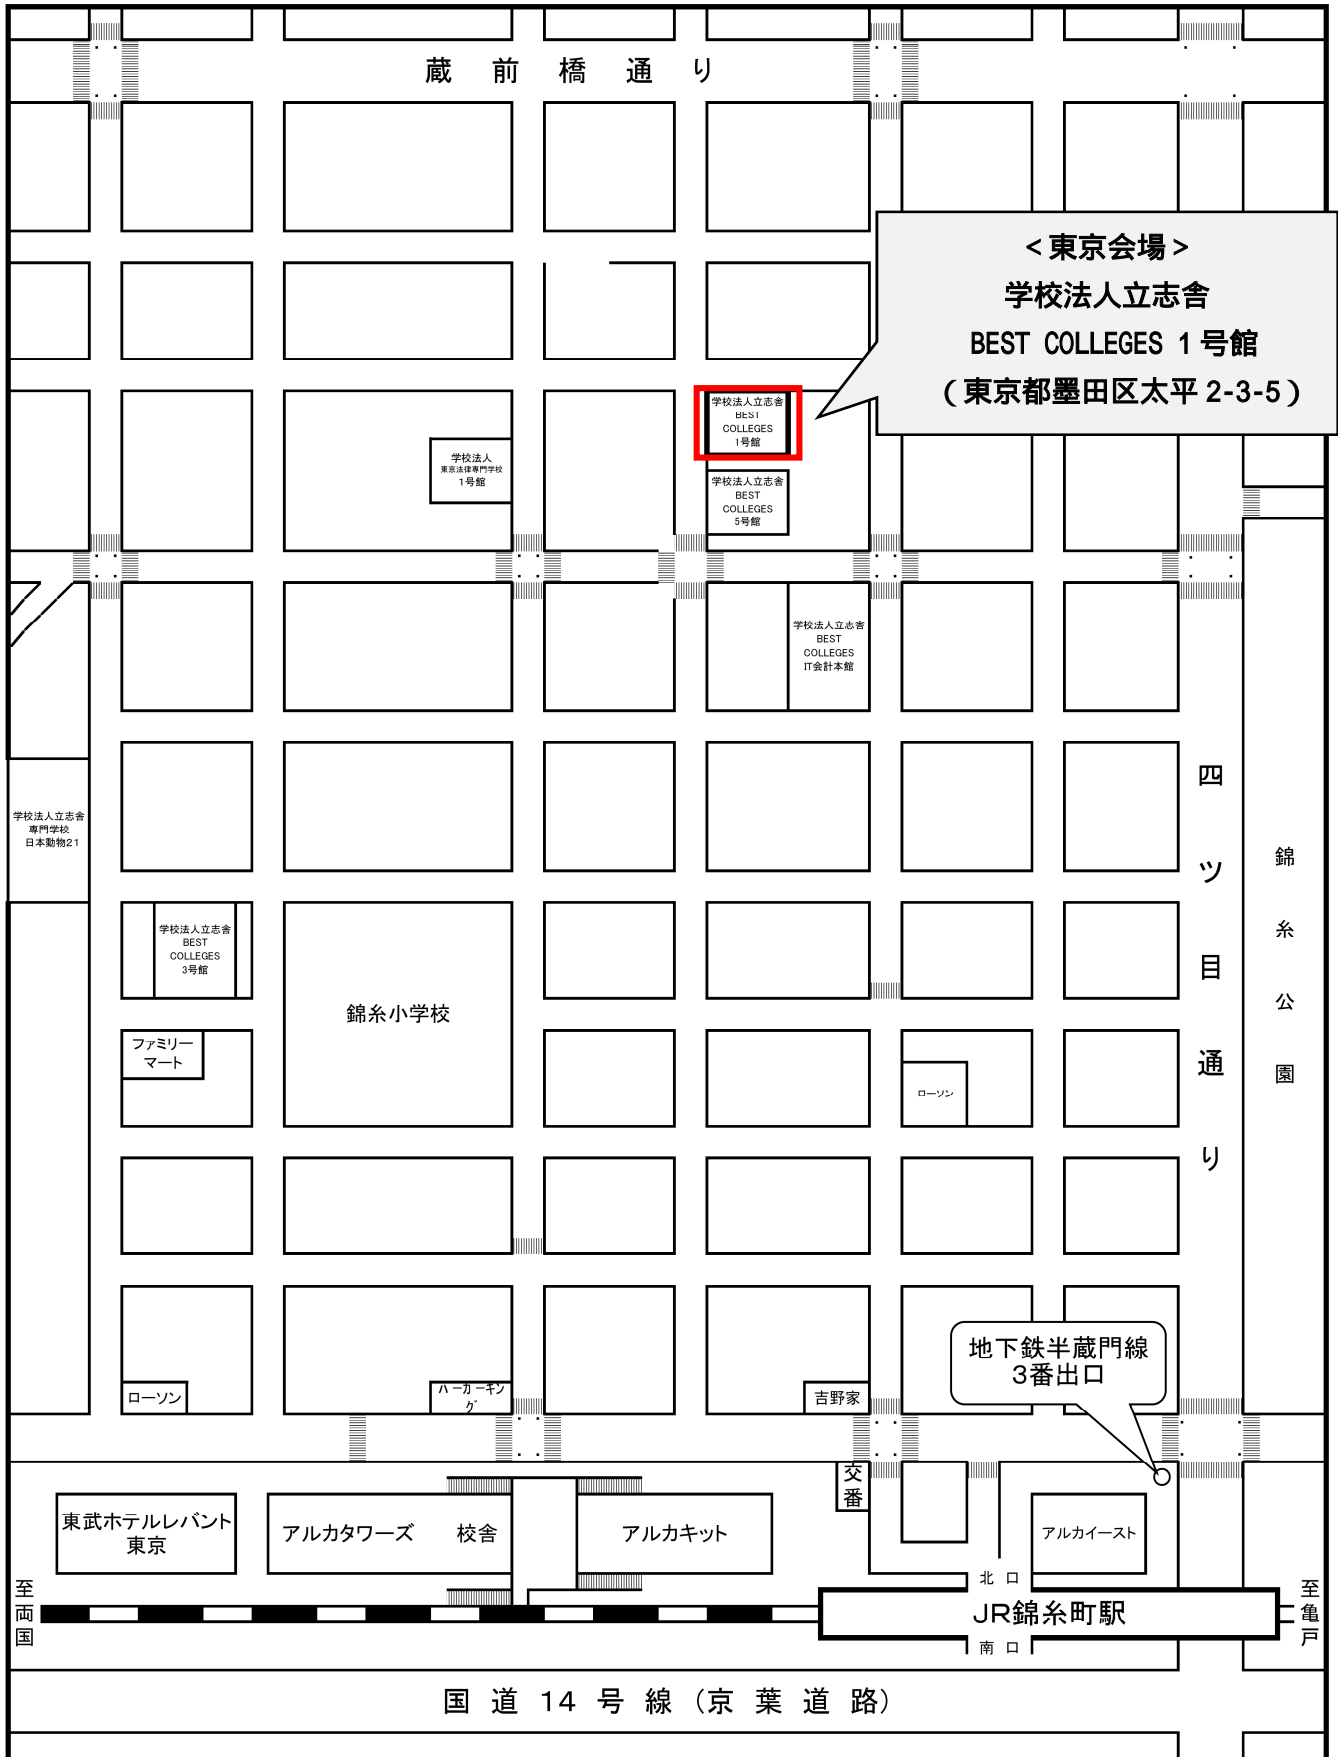 蔵前橋通り
＜東京会場＞
学校法人立志舎
BEST COLLEGES 1号館
（東京都墨田区太平2-3-5）
学校法人立志舎
BEST
COLLEGES
1号館
学校法人
東京法律専門学校
1号館
学校法人立志舎
BEST
COLLEGES
5号館
学校法人立志舎
BEST
COLLEGES
IT会計本館
四ツ目通り
錦糸公園
学校法人立志舎
専門学校
日本動物21
学校法人立志舎
BEST
COLLEGES
3号館
錦糸小学校
ファミリー
マート
ローソン
地下鉄半蔵門線
3番出口
ローソン
バーガーキン
グ
吉野家
交番
東武ホテルレバント
東京
アルカタワーズ 校舎
アルカキット
アルカイースト
北口
至両国
JR錦糸町駅
至亀戸
南口
国道14号線（京葉道路）